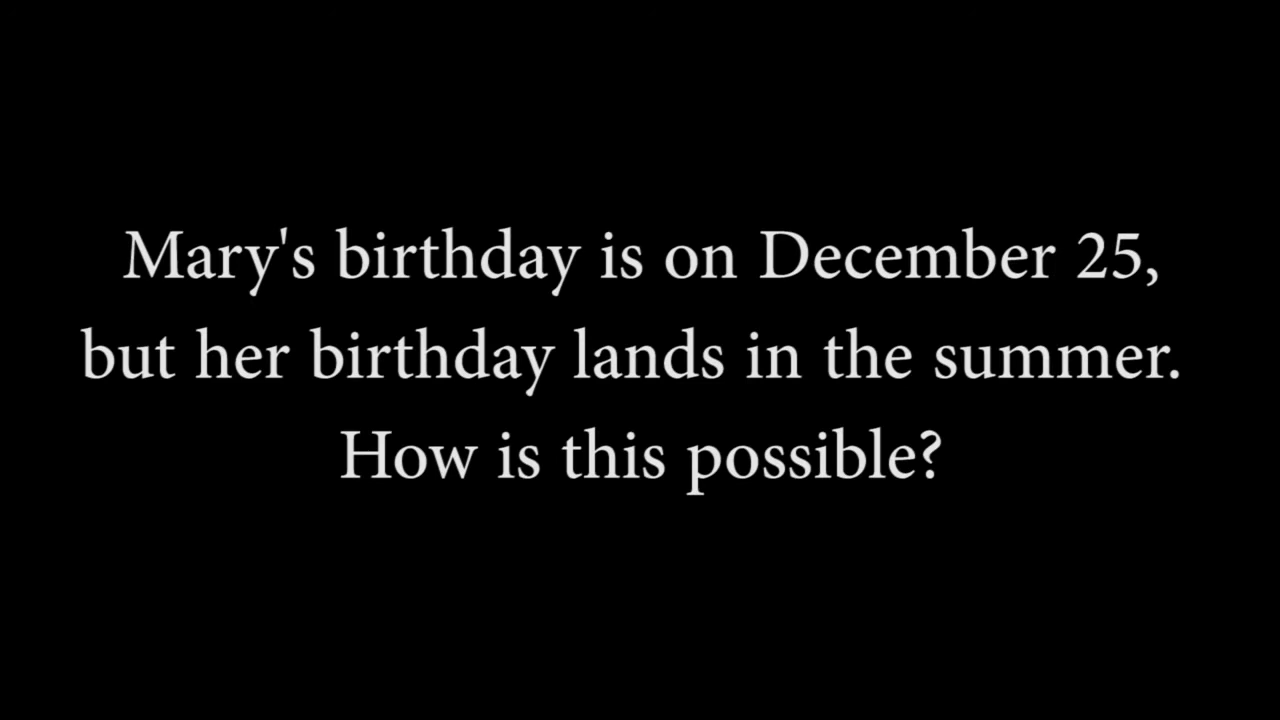 Mary's birthday is on December 25,
but her birthday lands in the summer.
How is this possible?